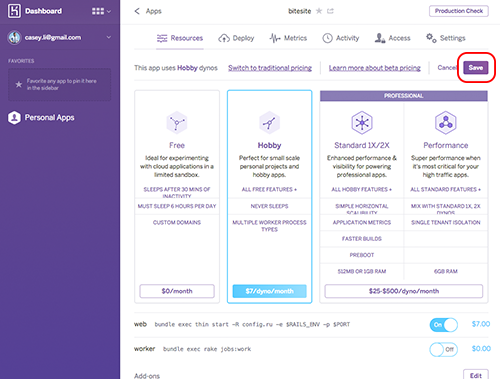 Dashboard
Apps
bitesite
Production Check
casey.li@gmail.com
Resources
Deploy
Metrics
Activity
Access
Settings
FAVORITES
This app uses Hobby dynos
Switch to traditional pricing
Learn more about beta pricing
Cancel
Save
Favorite any app to pin it here
in the sidebar
Personal Apps
PROFESSIONAL
Free
Ideal for experimenting
with cloud applications in a
limited sandbox.
SLEEPS AFTER 30 MINS OF
INACTIVITY
MUST SLEEP 6 HOURS PER DAY
CUSTOM DOMAINS
$0/month
Hobby
Perfect for small scale
personal projects and
hobby apps.
ALL FREE FEATURES +
NEVER SLEEPS
MULTIPLE WORKER PROCESS
TYPES
$7/dyno/month
Standard 1X/2X
Enhanced performance &
visibility for powering
professional apps.
ALL HOBBY FEATURES +
SIMPLE HORIZONTAL
SCALABILITY
APPLICATION METRICS
FASTER BUILDS
PREBOOT
512MB OR 1GB RAM
Performance
Super performance when
it's most critical for your
high traffic apps.
ALL STANDARD FEATURES +
MIX WITH STANDARD 1X, 2X
DYNOS
SINGLE TENANT ISOLATION
6GB RAM
$25-$500/dyno/month
web bundle exec thin start -R config.ru -e $RAILS_ENV -p $PORT
On
$7.00
worker bundle exec rake jobs:work
Off
$0.00
Add-ons
Edit